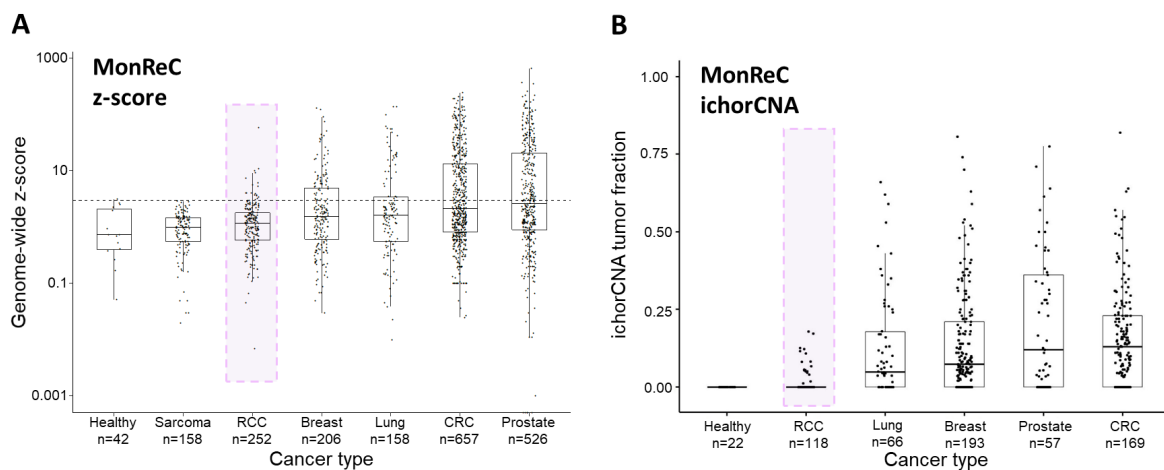 A
MonReC
z-score
Genome-wide z-score
1000
10
0.1
0.001
Healthy
n=42
Sarcoma
n=158
RCC
n=252
Breast
n=206
Lung
n=158
CRC
n=657
Prostate
n=526
Cancer type
B
MonReC
ichorCNA
ichorCNA tumor fraction
1.00
0.75
0.50
0.25
0.00
Healthy
n=22
RCC
n=118
Lung
n=66
Breast
n=193
Prostate
n=57
CRC
n=169
Cancer type